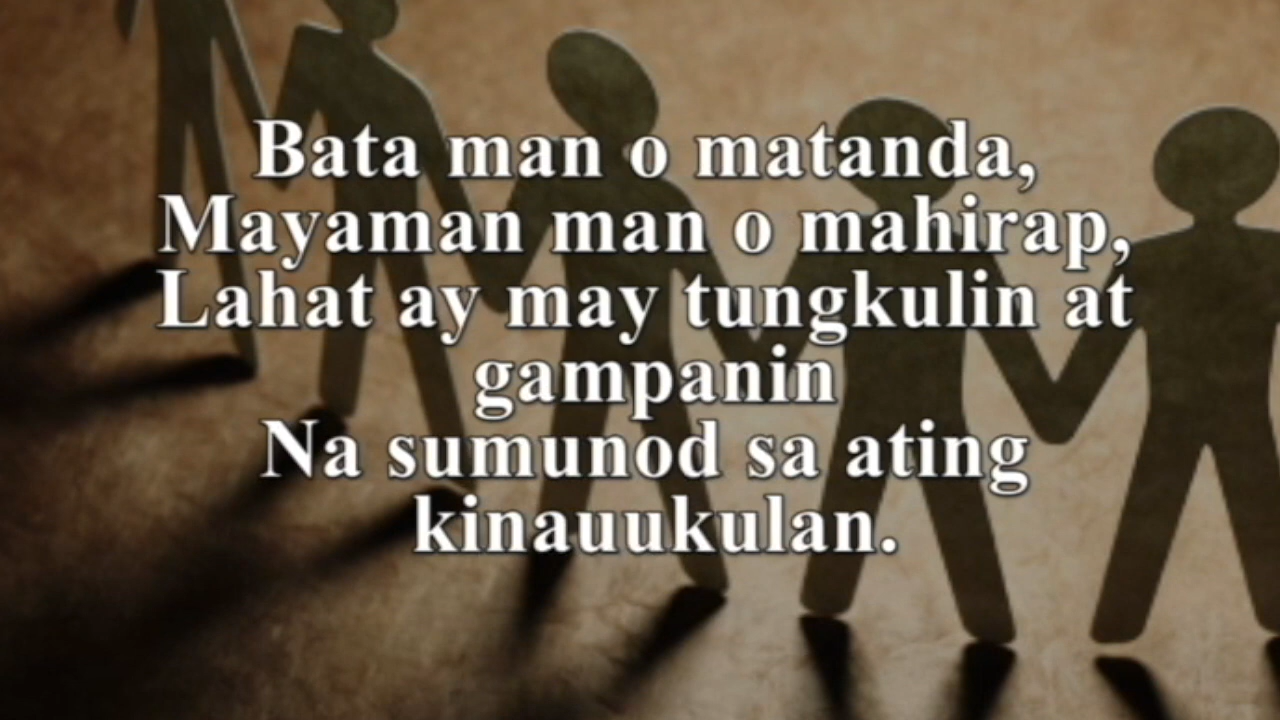 Bata man o matanda,
Mayaman man o mahirap,
Lahat ay may tungkulin at
gampanin
Na sumunod sa ating
kinauukulan.